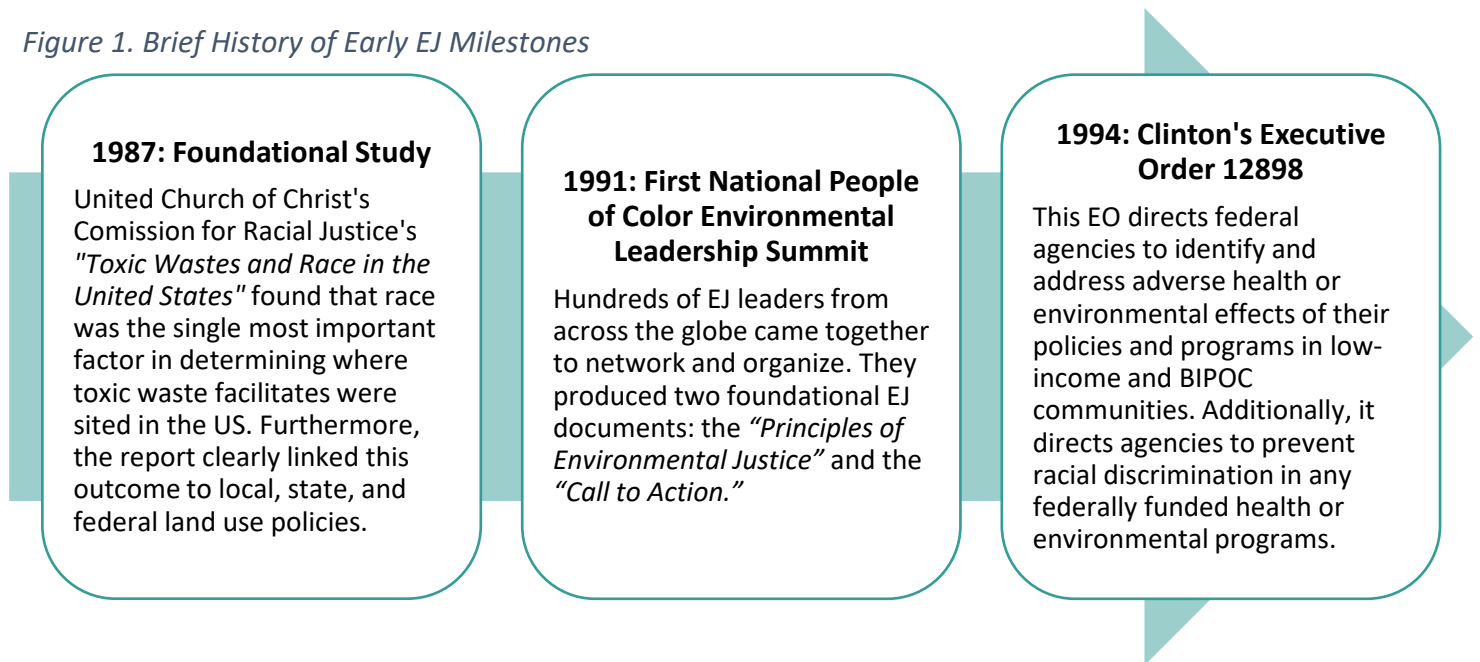 Figure 1. Brief History of Early EJ Milestones
1987: Foundational Study
United Church of Christ's
Comission for Racial Justice's
"Toxic Wastes and Race in the
United States" found that race
was the single most important
factor in determining where
toxic waste facilitates were
sited in the US. Furthermore,
the report clearly linked this
outcome to local, state, and
federal land use policies.
1991: First National People
of Color Environmental
Leadership Summit
Hundreds of EJ leaders from
across the globe came together
to network and organize. They
produced two foundational EJ
documents: the “Principles of
Environmental Justice” and the
“Call to Action.”
1994: Clinton's Executive
Order 12898
This EO directs federal
agencies to identify and
address adverse health or
environmental effects of their
policies and programs in low-
income and BIPOC
communities. Additionally, it
directs agencies to prevent
racial discrimination in any
federally funded health or
environmental programs.